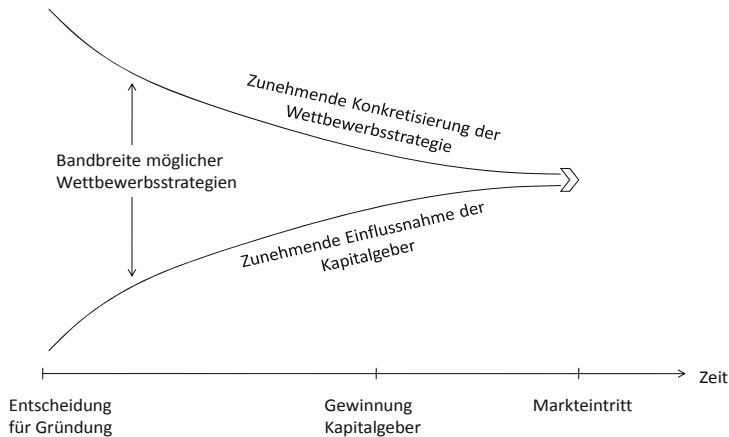 Zunehmende Konkretisierung der
Wettbewerbsstrategie
Bandbreite möglicher
Wettbewerbsstrategien
Zunehmende Einflussnahme der
Kapitalgeber
Zeit
Entscheidung
für Gründung
Gewinnung
Kapitalgeber
Markteintritt